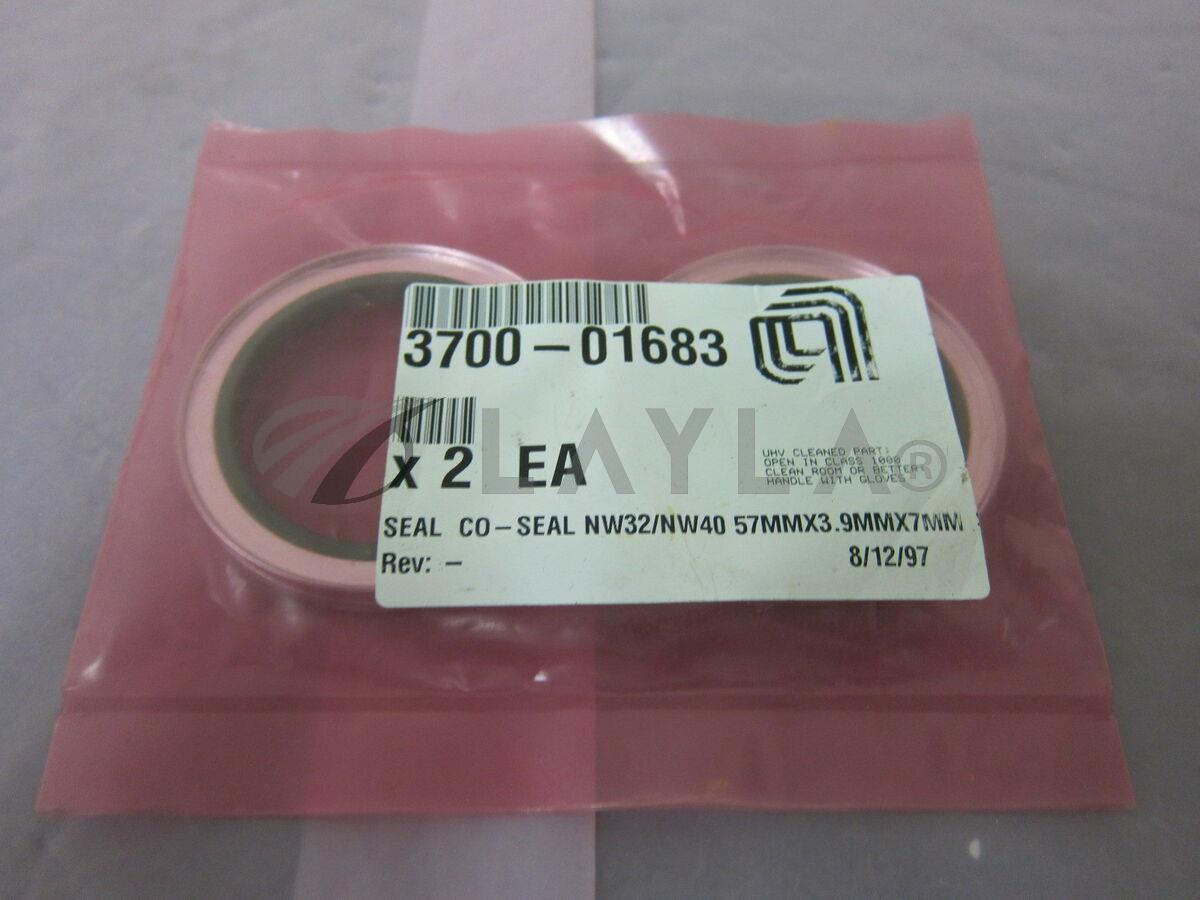 3700-01683
x 2 EA
LAYLA®
UHV CLEANED PART:
OPEN IN CLASS 1000
CLEAN ROOM OR BETTER:
HANDLE WITH GLOVES
SEAL CO-SEAL NW32/NW40 57MMX3.9MMX7MM
Rev: - 8/12/97